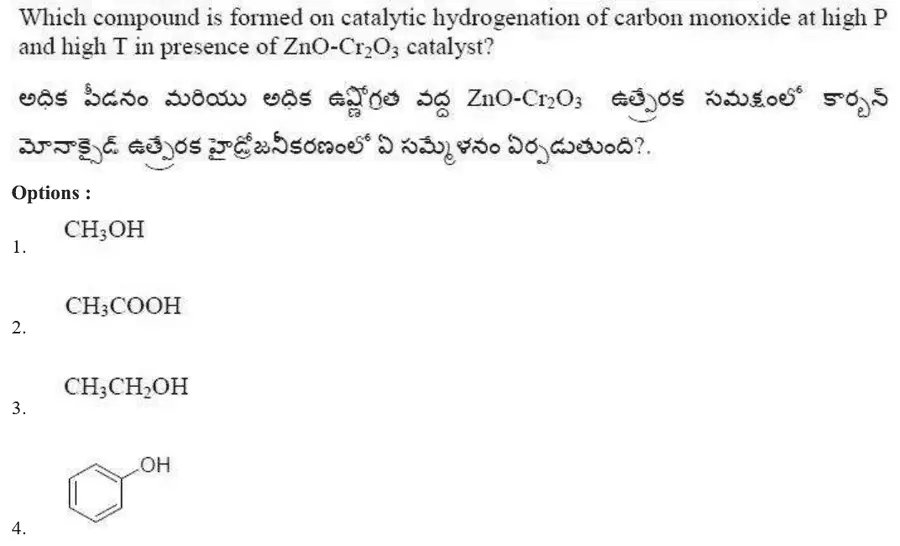 Which compound is formed on catalytic hydrogenation of carbon monoxide at high P
and high T in presence of ZnO-Cr₂O₃ catalyst?
అధిక పీడనం మరియు అధిక ఉష్ణోగ్రత వద్ద ZnO-Cr₂O₃ ఉత్ప్రేరక సమక్షంలో కార్బన్
మోనాక్సైడ్ ఉత్ప్రేరక హైడ్రోజనీకరణంలో ఏ సమ్మేళనం ఏర్పడుతుంది?.
Options :
1. CH₃OH
2. CH₃COOH
3. CH₃CH₂OH
4. OH